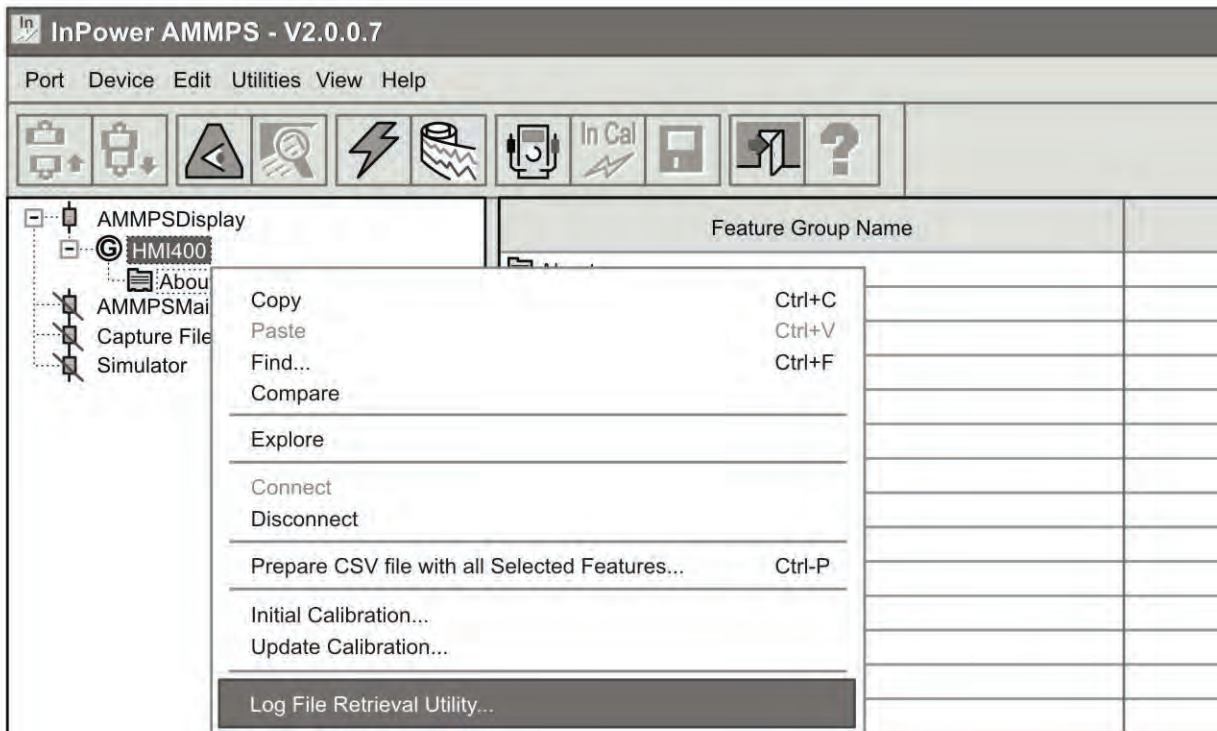 In InPower AMMPS - V2.0.0.7
Port Device Edit Utilities View Help
In Cal ?
AMMPSDisplay
Feature Group Name
G HMI400
Abou
AMMPSMai
Capture File
Simulator
Copy Ctrl+C
Paste Ctrl+V
Find... Ctrl+F
Compare
Explore
Connect
Disconnect
Prepare CSV file with all Selected Features... Ctrl-P
Initial Calibration...
Update Calibration...
Log File Retrieval Utility...